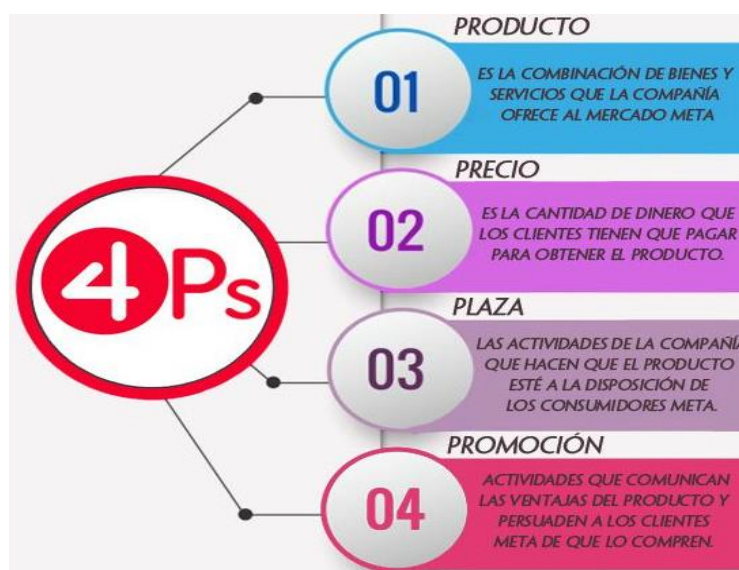 4Ps
PRODUCTO
01
ES LA COMBINACIÓN DE BIENES Y
SERVICIOS QUE LA COMPAÑÍA
OFRECE AL MERCADO META
PRECIO
02
ES LA CANTIDAD DE DINERO QUE
LOS CLIENTES TIENEN QUE PAGAR
PARA OBTENER EL PRODUCTO.
PLAZA
03
LAS ACTIVIDADES DE LA COMPAÑÍA
QUE HACEN QUE EL PRODUCTO
ESTÉ A LA DISPOSICIÓN DE
LOS CONSUMIDORES META.
PROMOCIÓN
04
ACTIVIDADES QUE COMUNICAN
LAS VENTAJAS DEL PRODUCTO Y
PERSUADEN A LOS CLIENTES
META DE QUE LO COMPREN.